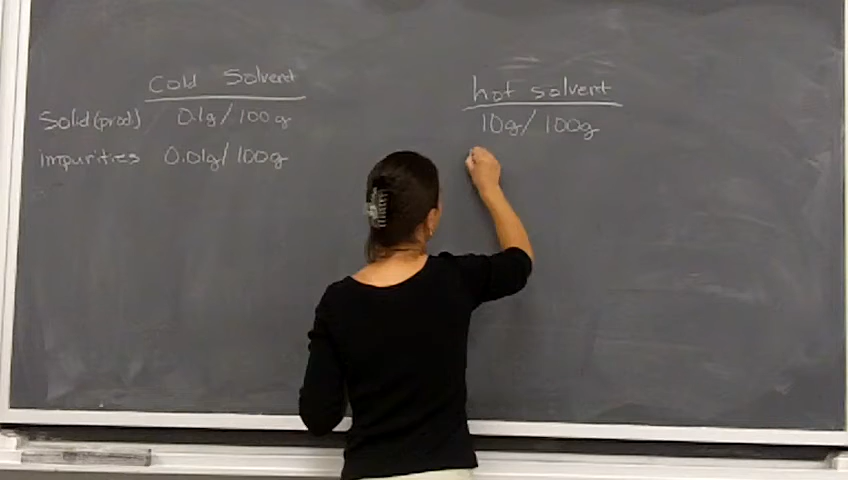 Cold Solvent
hot solvent
Solid (prod.) 0.1g/100g
10g/100g
impurities 0.01g/100g